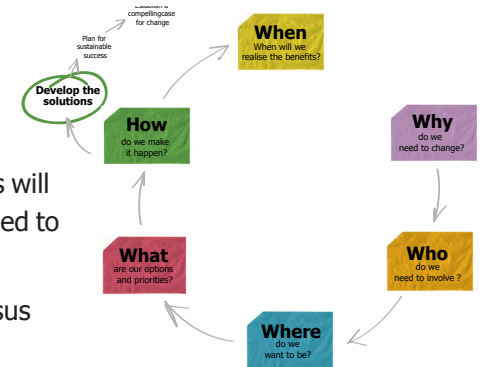 compellingcase
for change
Plan for
sustainable
success
Develop the
solutions
When
When will we
realise the benefits?
How
do we make
it happen?
Why
do we
need to change?
s will
ed to
What
are our options
and priorities?
Who
do we
need to involve ?
sus
Where
do we
want to be?